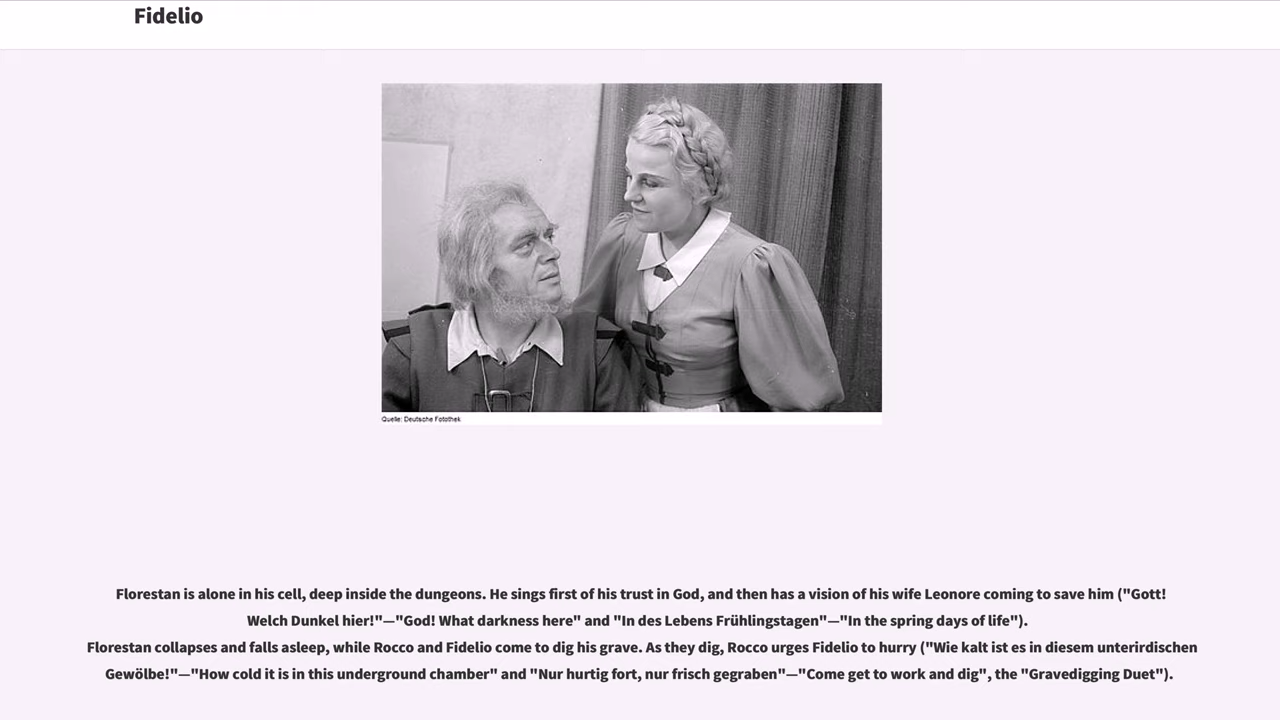 Fidelio
Quelle: Deutsche Fotothek
Florestan is alone in his cell, deep inside the dungeons. He sings first of his trust in God, and then has a vision of his wife Leonore coming to save him ("Gott!
Welch Dunkel hier!"—"God! What darkness here" and "In des Lebens Frühlingstagen"—"In the spring days of life").
Florestan collapses and falls asleep, while Rocco and Fidelio come to dig his grave. As they dig, Rocco urges Fidelio to hurry ("Wie kalt ist es in diesem unterirdischen
Gewölbe!"—"How cold it is in this underground chamber" and "Nur hurtig fort, nur frisch gegraben"—"Come get to work and dig", the "Gravedigging Duet").